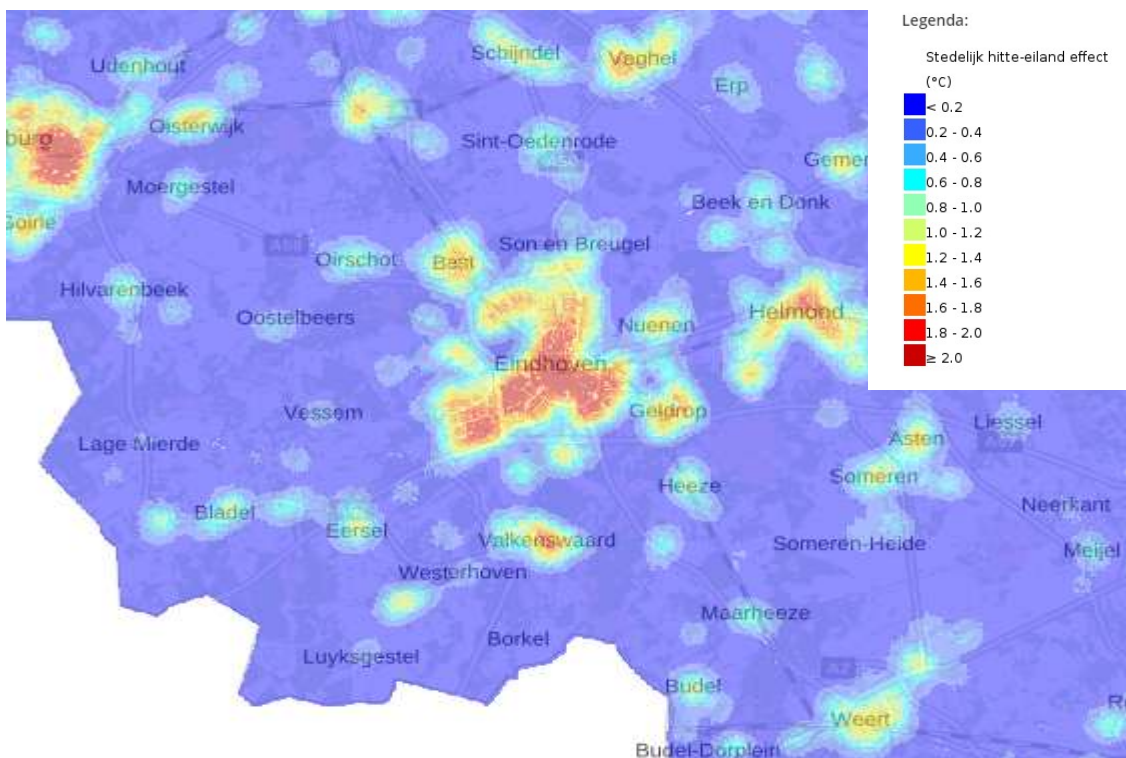 Legenda:
Stedelijk hitte-eiland effect
(°C)
< 0.2
0.2 - 0.4
0.4 - 0.6
0.6 - 0.8
0.8 - 1.0
1.0 - 1.2
1.2 - 1.4
1.4 - 1.6
1.6 - 1.8
1.8 - 2.0
≥ 2.0
Schijndel
Veghel
Udenhout
Erp
Oisterwijk
burg
Sint-Oedenrode
Gemer
Moergestel
Beek en Donk
Goirle
Son en Breugel
Oirschot
Best
Hilvarenbeek
Oostelbeers
Nuenen
Helmond
Eindhoven
Vessem
Geldrop
Liessel
Lage Mierde
Asten
Someren
Heeze
Neerkant
Bladel
Eersel
Valkenswaard
Someren-Heide
Meijel
Westerhoven
Maarheeze
Borkel
Luyksgestel
Budel
Weert
Budel-Dorplein